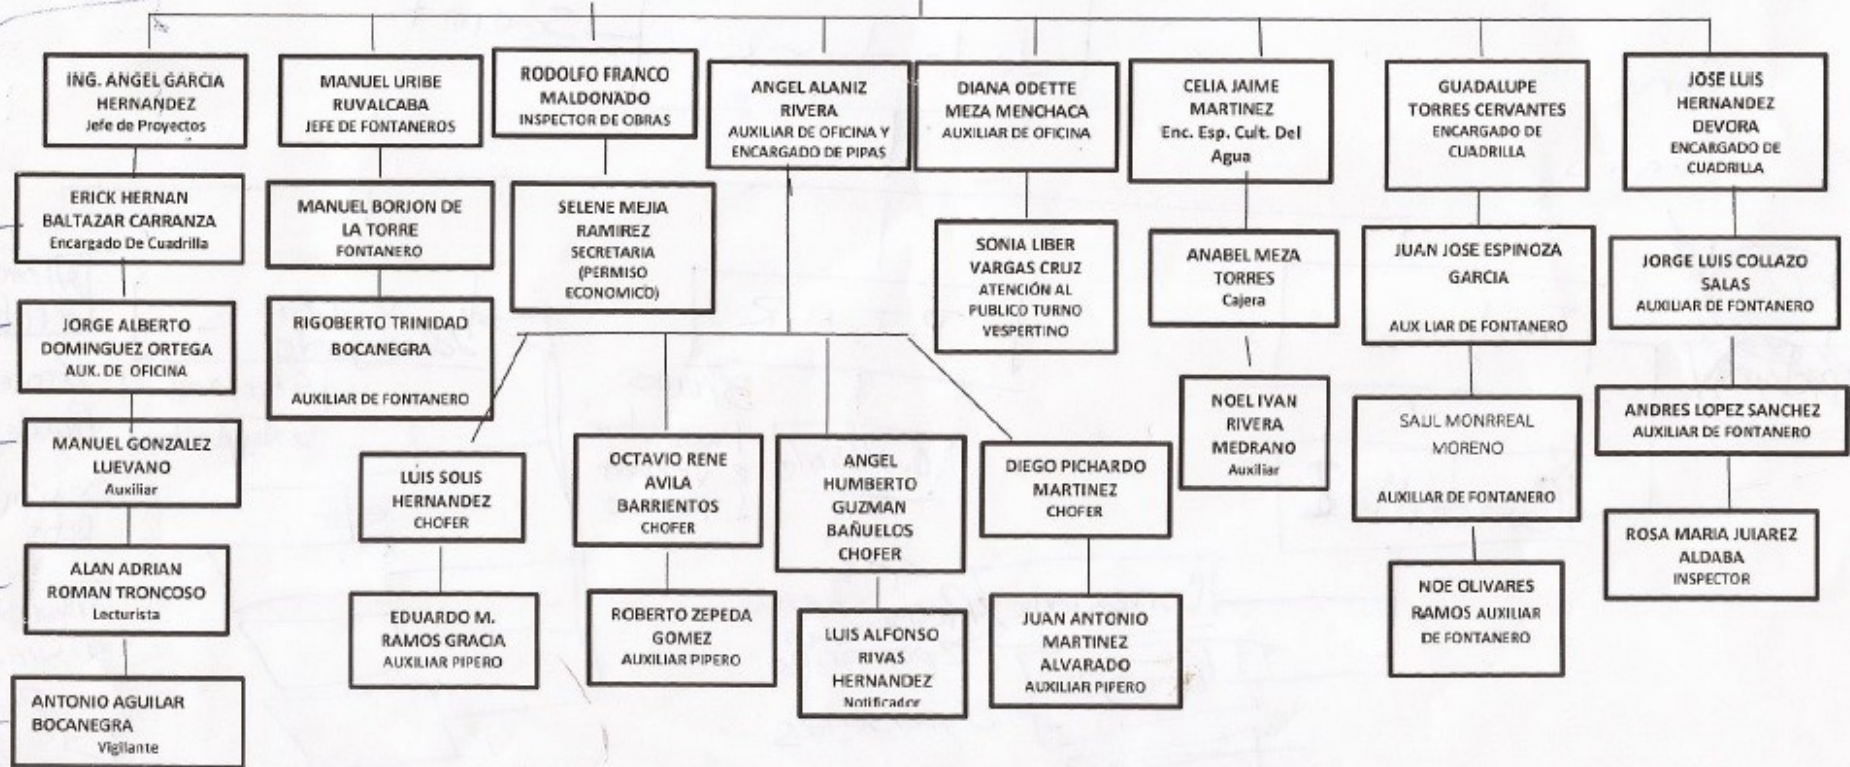 ING. ANGEL GARCIA
HERNANDEZ
Jefe de Proyectos
ERICK HERNAN
BALTAZAR CARRANZA
Encargado De Cuadrilla
JORGE ALBERTO
DOMINGUEZ ORTEGA
AUX. DE OFICINA
MANUEL GONZALEZ
LUEVANO
Auxiliar
ALAN ADRIAN
ROMAN TRONCOSO
Lecturista
ANTONIO AGUILAR
BOCANEGRA
Vigilante
MANUEL URIBE
RUVALCABA
JEFE DE FONTANEROS
MANUEL BORJON DE
LA TORRE
FONTANERO
RIGOBERTO TRINIDAD
BOCANEGRA
AUXILIAR DE FONTANERO
RODOLFO FRANCO
MALDONADO
INSPECTOR DE OBRAS
SELENE MEJIA
RAMIREZ
SECRETARIA
(PERMISO
ECONOMICO)
ANGEL ALANIZ
RIVERA
AUXILIAR DE OFICINA Y
ENCARGADO DE PIPAS
LUIS SOLIS
HERNANDEZ
CHOFER
EDUARDO M.
RAMOS GRACIA
AUXILIAR PIPERO
OCTAVIO RENE
AVILA
BARRIENTOS
CHOFER
ROBERTO ZEPEDA
GOMEZ
AUXILIAR PIPERO
ANGEL
HUMBERTO
GUZMAN
BAÑUELOS
CHOFER
LUIS ALFONSO
RIVAS
HERNANDEZ
Notificador
DIEGO PICHARDO
MARTINEZ
CHOFER
JUAN ANTONIO
MARTINEZ
ALVARADO
AUXILIAR PIPERO
DIANA ODETTE
MEZA MENCHACA
AUXILIAR DE OFICINA
SONIA LIBER
VARGAS CRUZ
ATENCIÓN AL
PUBLICO TURNO
VESPERTINO
CELIA JAIME
MARTINEZ
Enc. Esp. Cult. Del
Agua
ANABEL MEZA
TORRES
Cajera
NOEL IVAN
RIVERA
MEDRANO
Auxiliar
GUADALUPE
TORRES CERVANTES
ENCARGADO DE
CUADRILLA
JUAN JOSE ESPINOZA
GARCIA
AUX LIAR DE FONTANERO
SAUL MONRREAL
MORENO
AUXILIAR DE FONTANERO
NOE OLIVARES
RAMOS AUXILIAR
DE FONTANERO
JOSE LUIS
HERNANDEZ
DEVORA
ENCARGADO DE
CUADRILLA
JORGE LUIS COLLAZO
SALAS
AUXILIAR DE FONTANERO
ANDRES LOPEZ SANCHEZ
AUXILIAR DE FONTANERO
ROSA MARIA JUIAREZ
ALDABA
INSPECTOR